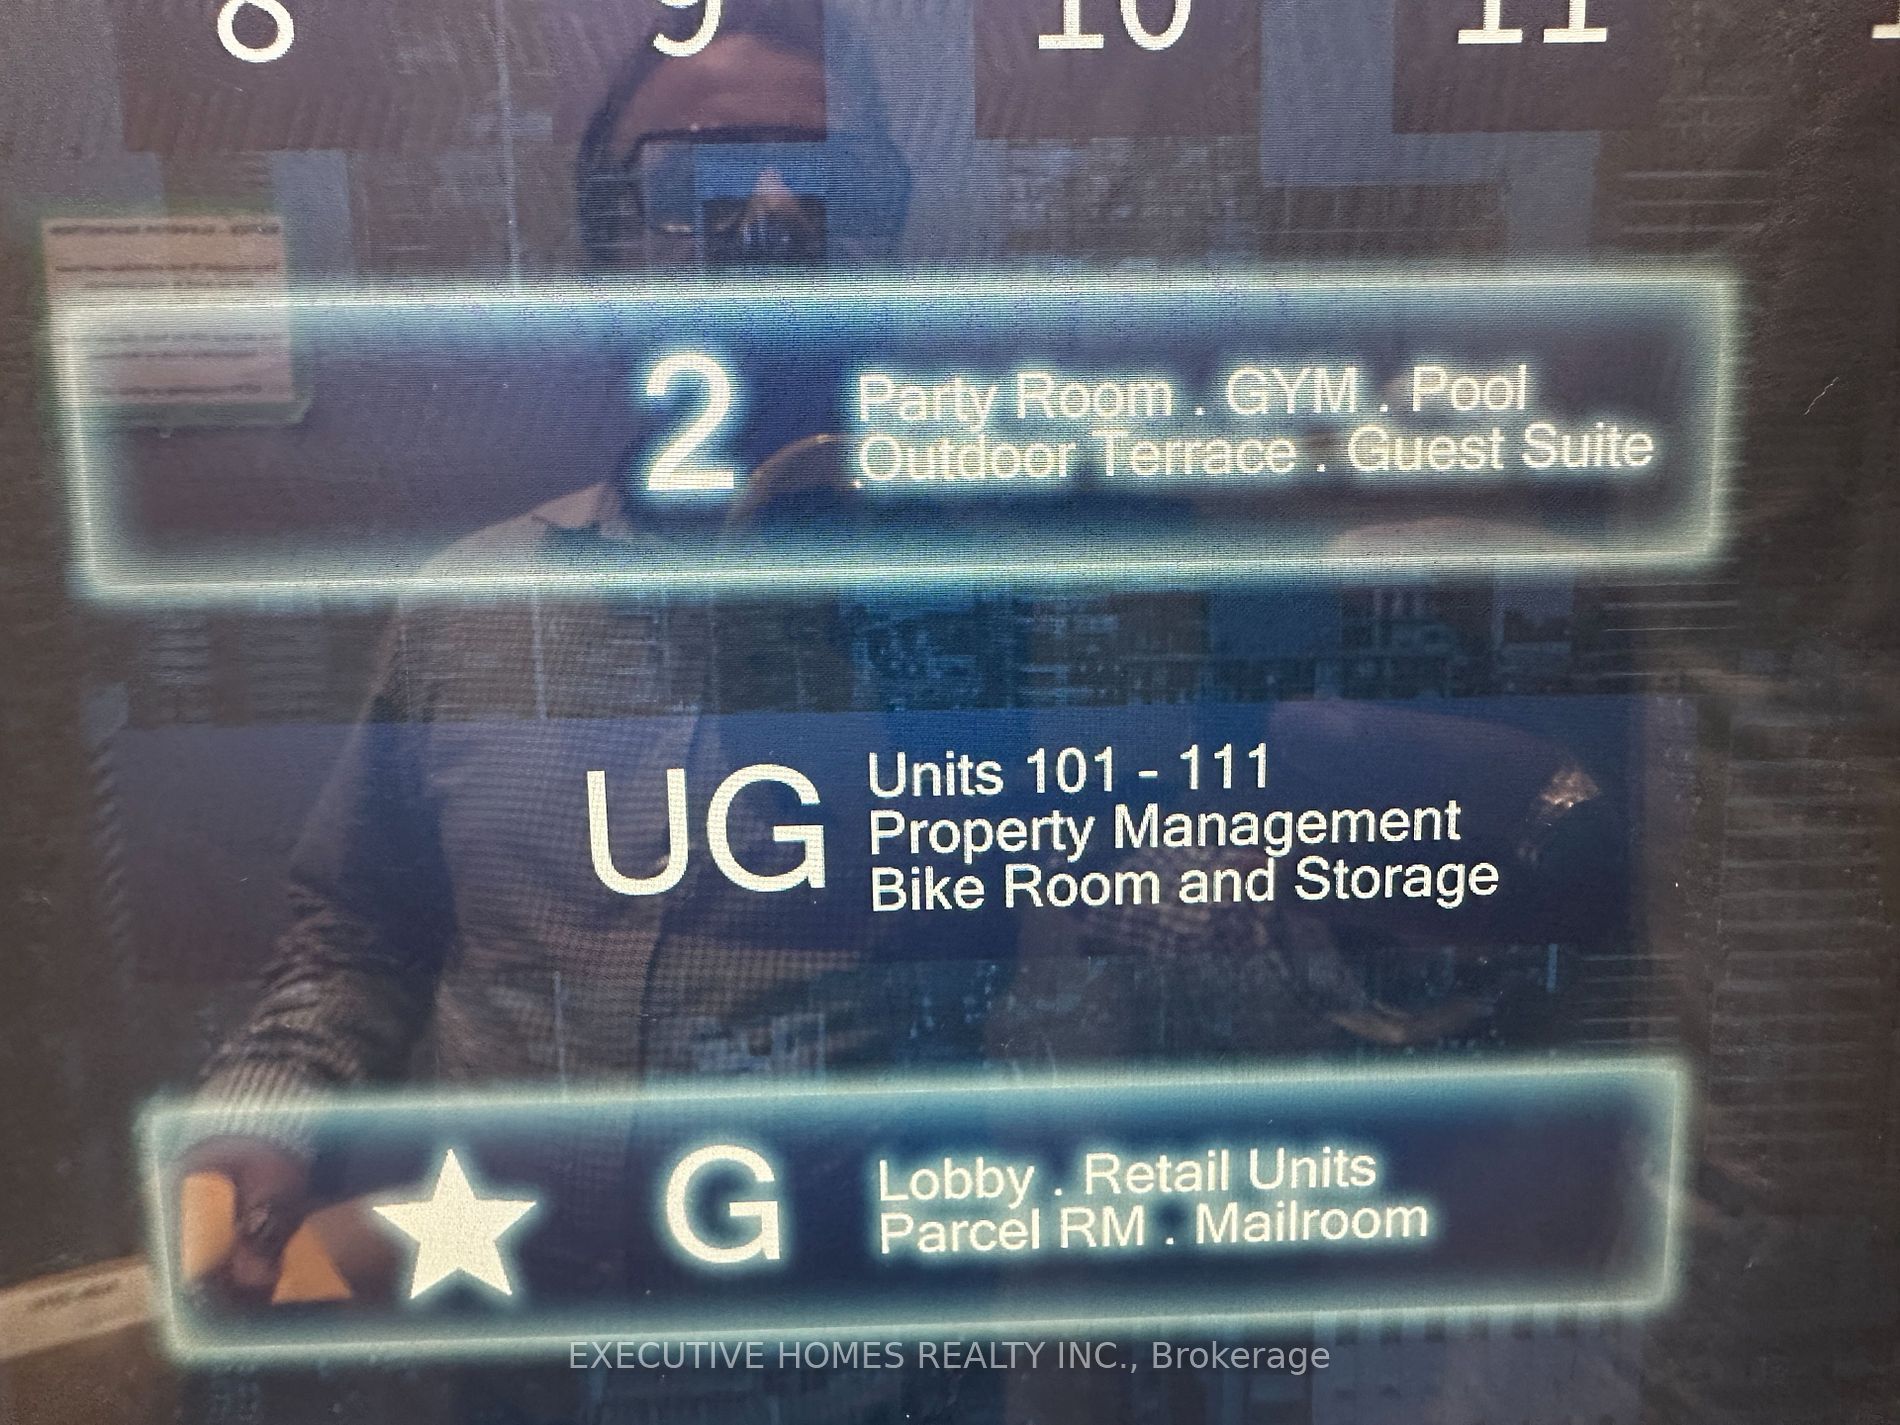 8 9 10 11
2
Party Room . GYM . Pool
Outdoor Terrace . Guest Suite
UG
Units 101 - 111
Property Management
Bike Room and Storage
G
Lobby . Retail Units
Parcel RM . Mailroom
EXECUTIVE HOMES REALTY INC., Brokerage